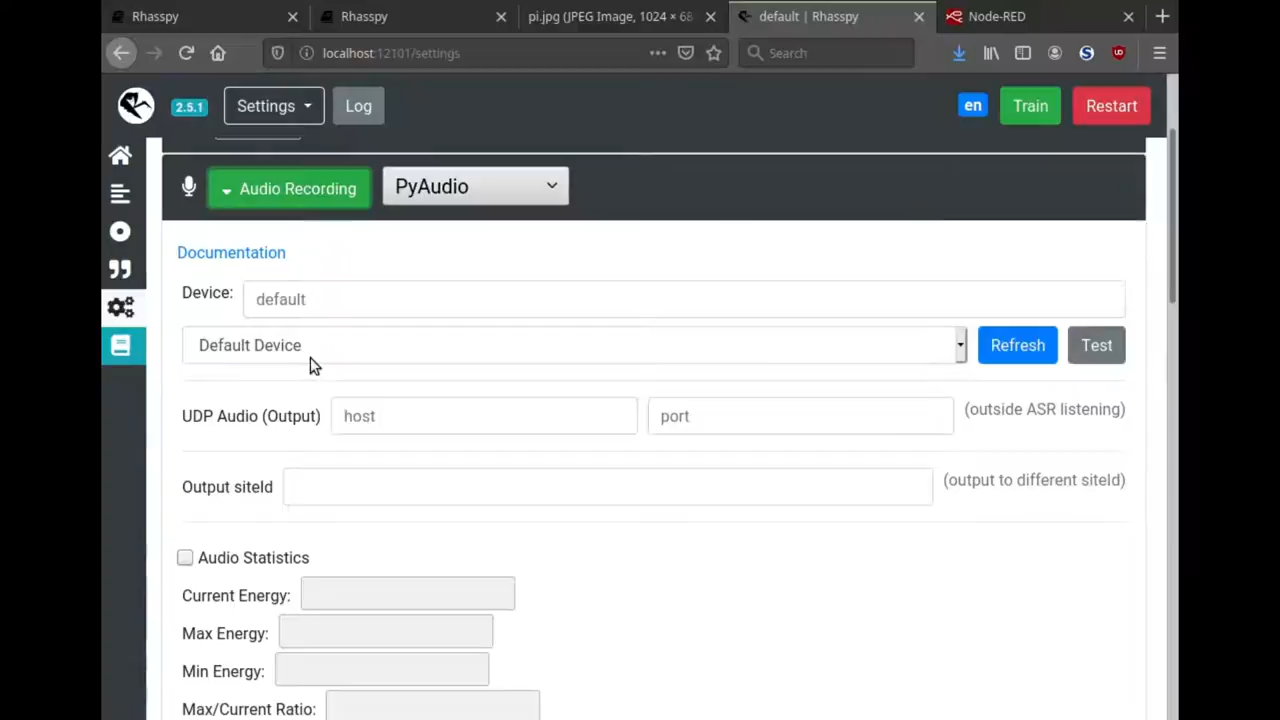 Rhasspy
Rhasspy
pi.jpg (JPEG Image, 1024 × 68
default | Rhasspy
Node-RED
localhost:12101/settings
Search
2.5.1
Settings
Log
en
Train
Restart
Audio Recording
PyAudio
Documentation
Device:
default
Default Device
Refresh
Test
UDP Audio (Output)
host
port
(outside ASR listening)
Output siteId
(output to different siteId)
Audio Statistics
Current Energy:
Max Energy:
Min Energy:
Max/Current Ratio: